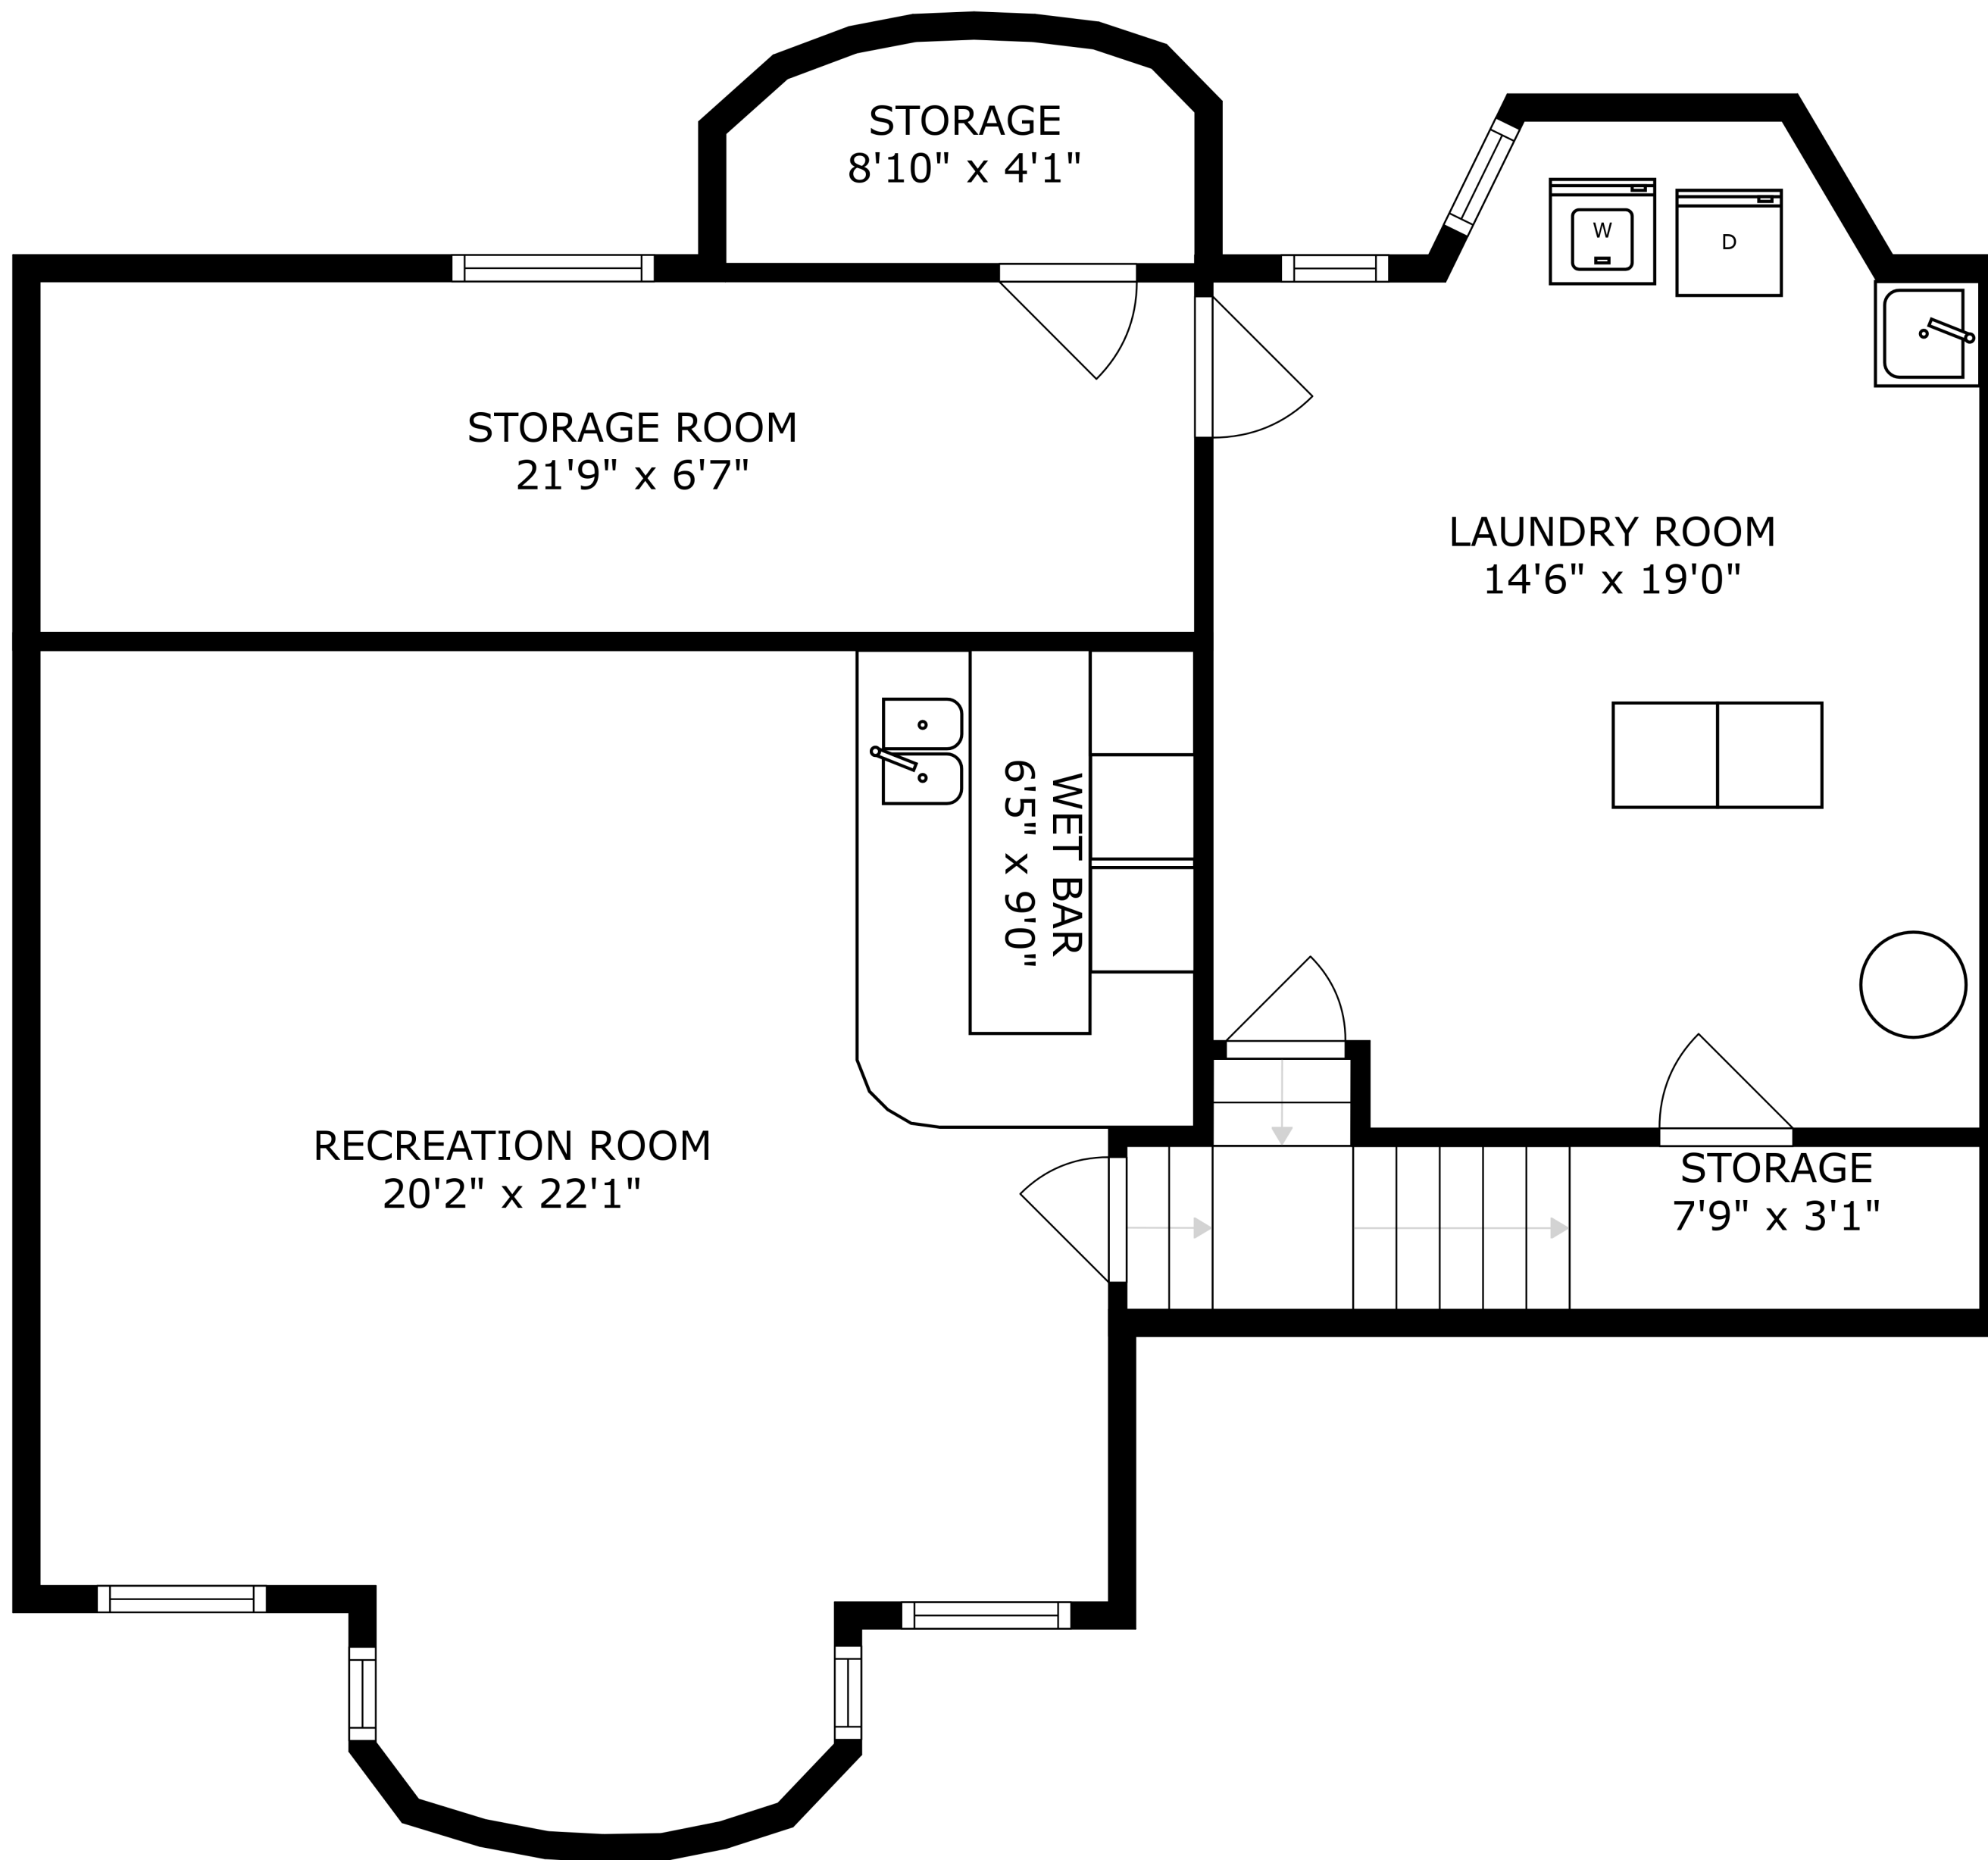 STORAGE
8'10" x 4'1"
W
D
STORAGE ROOM
21'9" x 6'7"
LAUNDRY ROOM
14'6" x 19'0"
WET BAR
6'5" x 9'0"
RECREATION ROOM
20'2" x 22'1"
STORAGE
7'9" x 3'1"